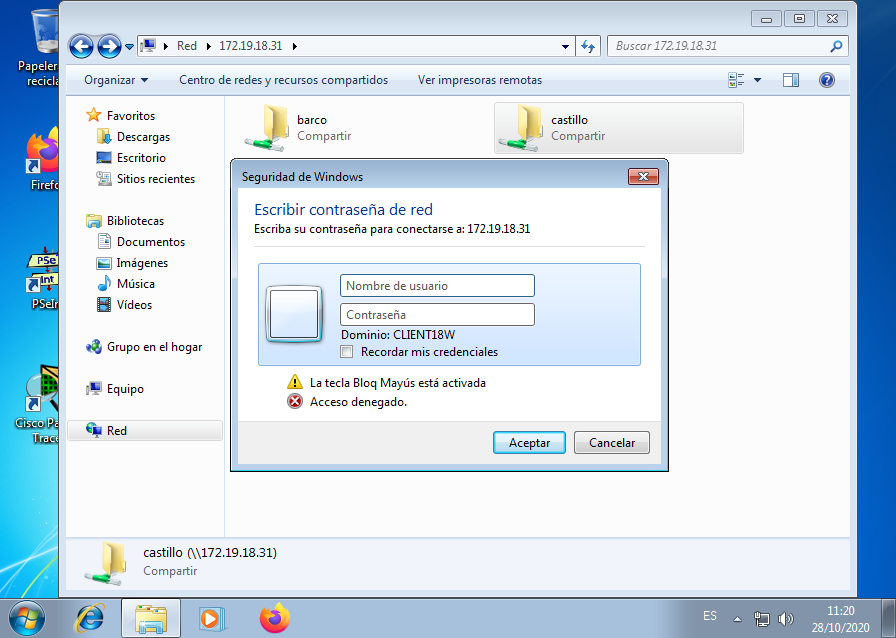 Papeler
recicla
Firefo
PSe
Int
PSeIn
Cisco Pa
Trace
Red
172.19.18.31
Buscar 172.19.18.31
Organizar
Centro de redes y recursos compartidos
Ver impresoras remotas
Favoritos
Descargas
Escritorio
Sitios recientes
Bibliotecas
Documentos
Imágenes
Música
Vídeos
Grupo en el hogar
Equipo
Red
barco
Compartir
castillo
Compartir
Seguridad de Windows
Escribir contraseña de red
Escriba su contraseña para conectarse a: 172.19.18.31
Nombre de usuario
Contraseña
Dominio: CLIENT18W
Recordar mis credenciales
La tecla Bloq Mayús está activada
Acceso denegado.
Aceptar
Cancelar
castillo (\\172.19.18.31)
Compartir
ES
11:20
28/10/2020